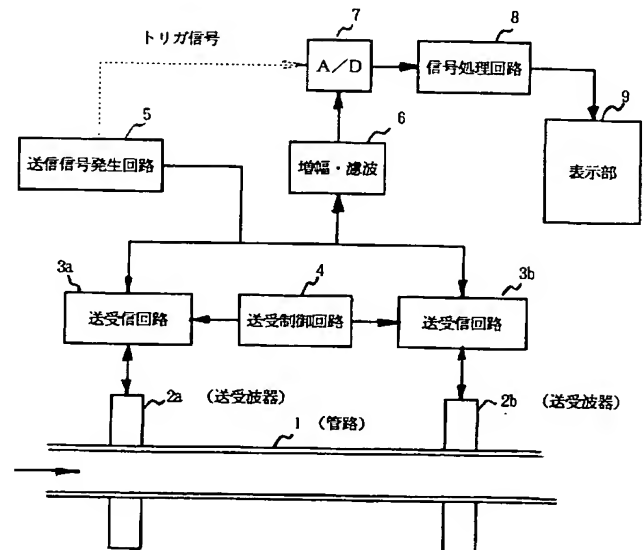 7
8
トリガ信号
A/D
信号処理回路
9
5
6
送信信号発生回路
増幅・濾波
表示部
3a
4
3b
送受信回路
送受制御回路
送受信回路
2a (送受波器)
2b (送受波器)
1 (管路)